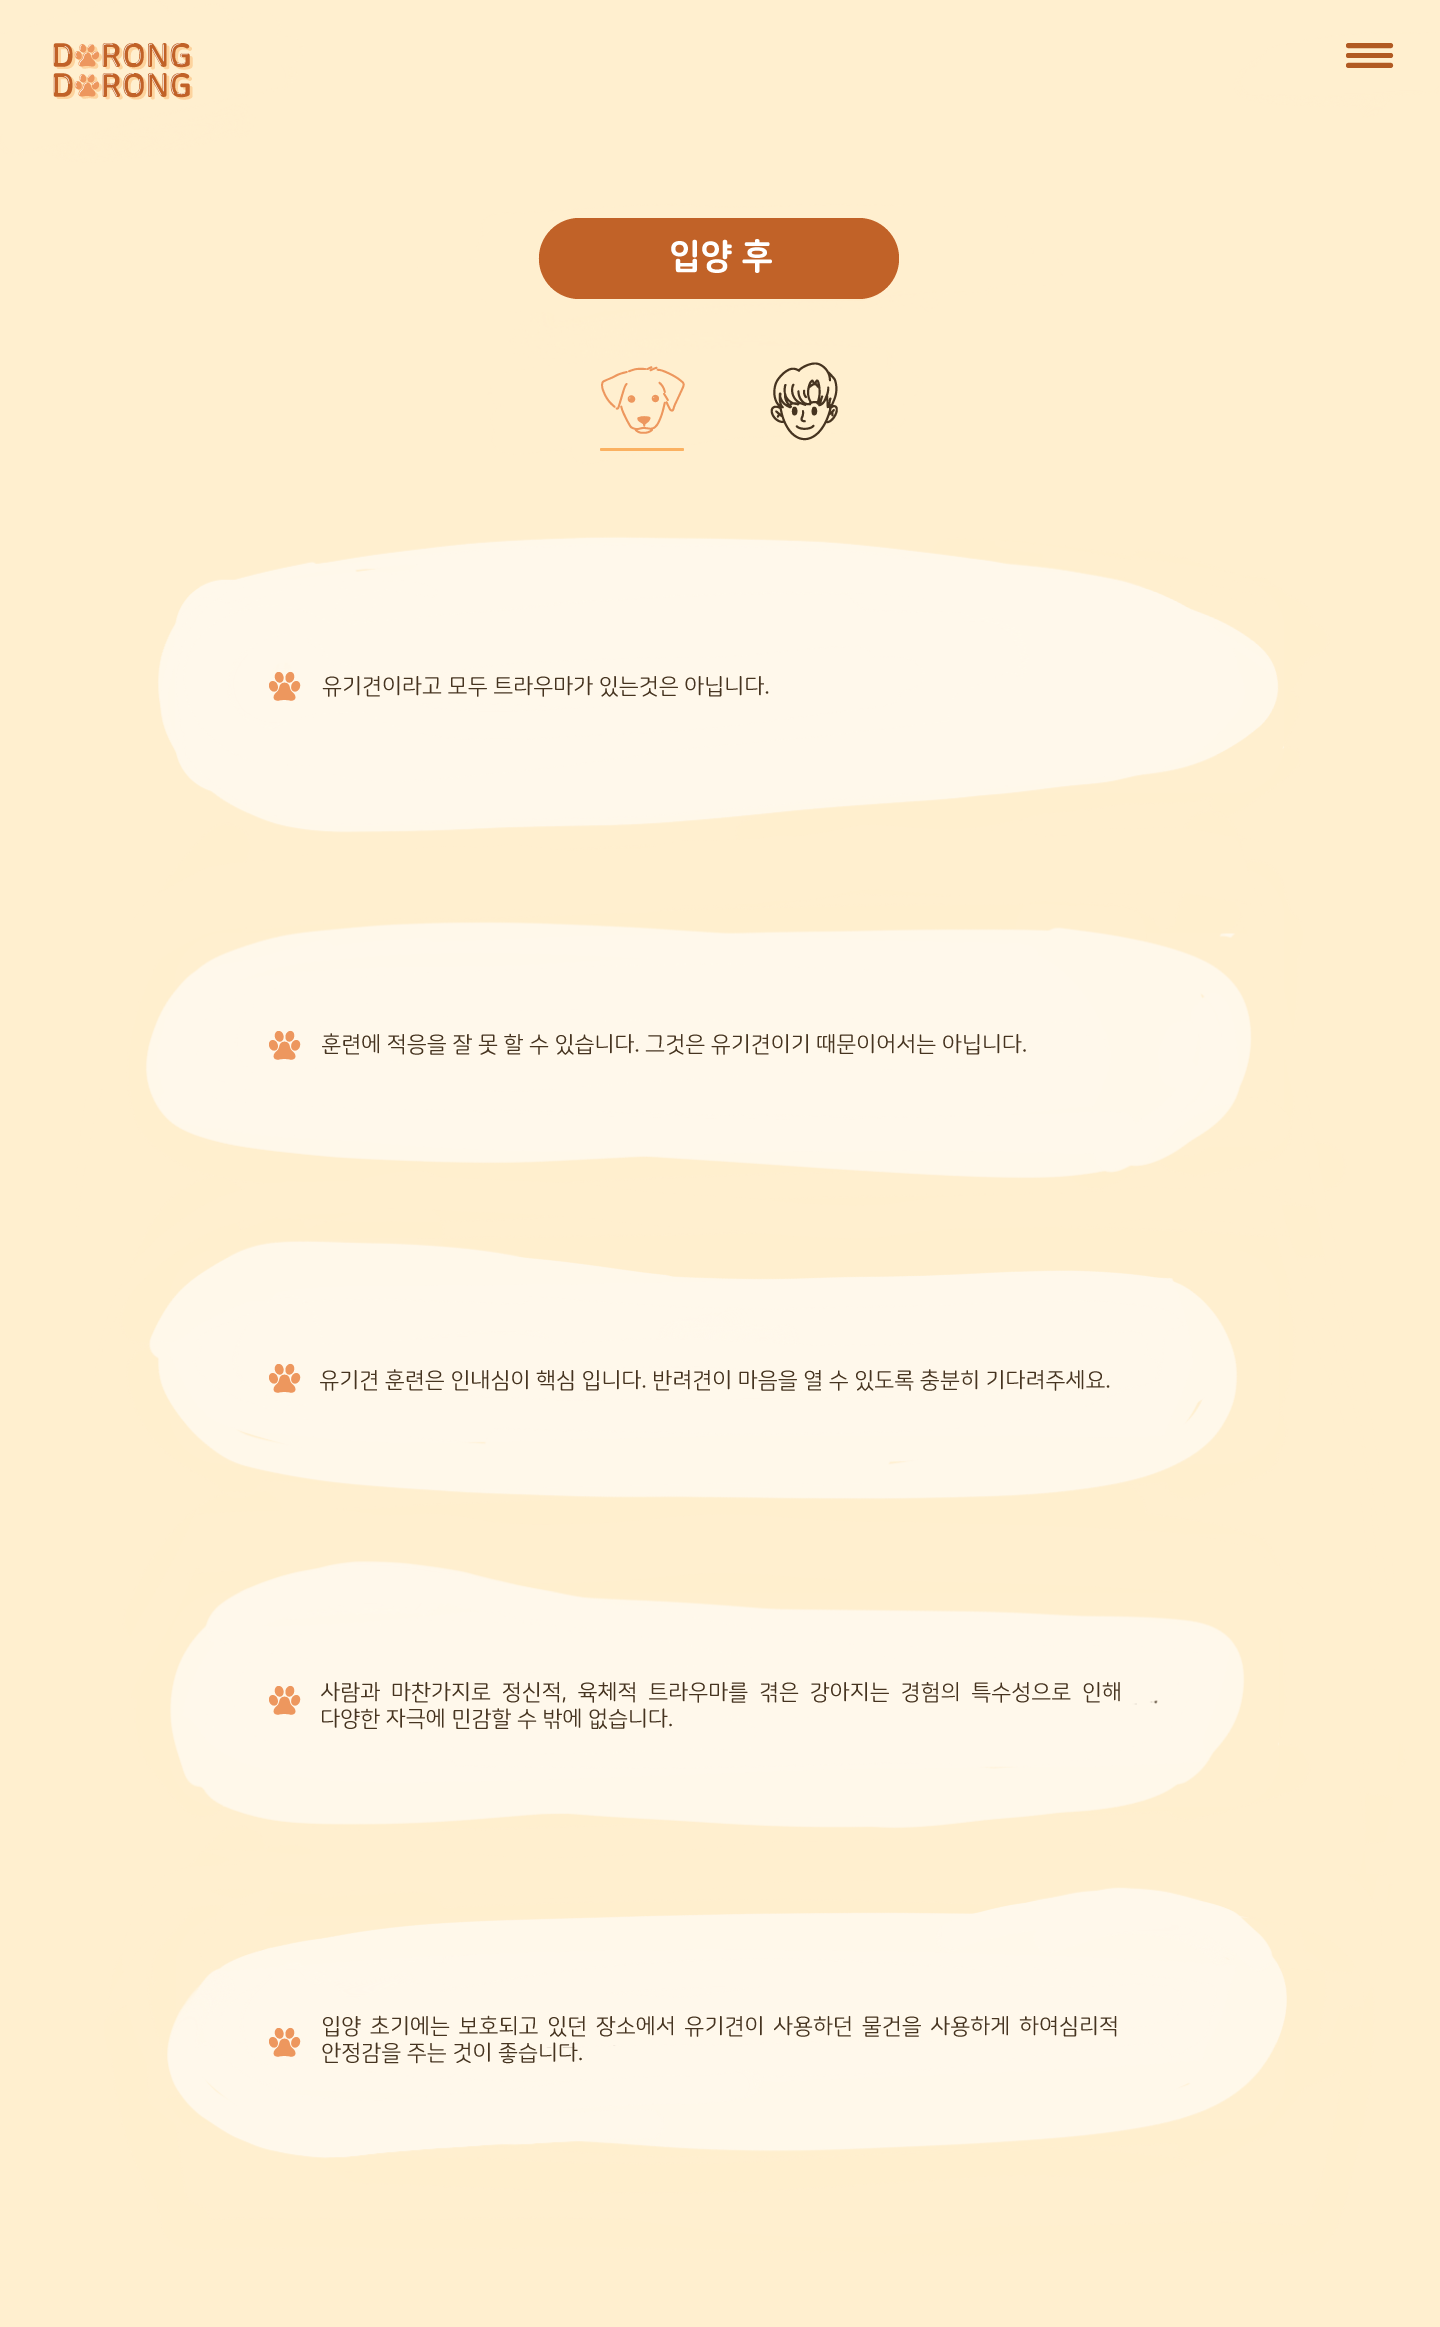 DORONG
DORONG
입양 후
유기견이라고 모두 트라우마가 있는것은 아닙니다.
훈련에 적응을 잘 못 할 수 있습니다. 그것은 유기견이기 때문이어서는 아닙니다.
유기견 훈련은 인내심이 핵심 입니다. 반려견이 마음을 열 수 있도록 충분히 기다려주세요.
사람과 마찬가지로 정신적, 육체적 트라우마를 겪은 강아지는 경험의 특수성으로 인해
다양한 자극에 민감할 수 밖에 없습니다.
입양 초기에는 보호되고 있던 장소에서 유기견이 사용하던 물건을 사용하게 하여심리적
안정감을 주는 것이 좋습니다.